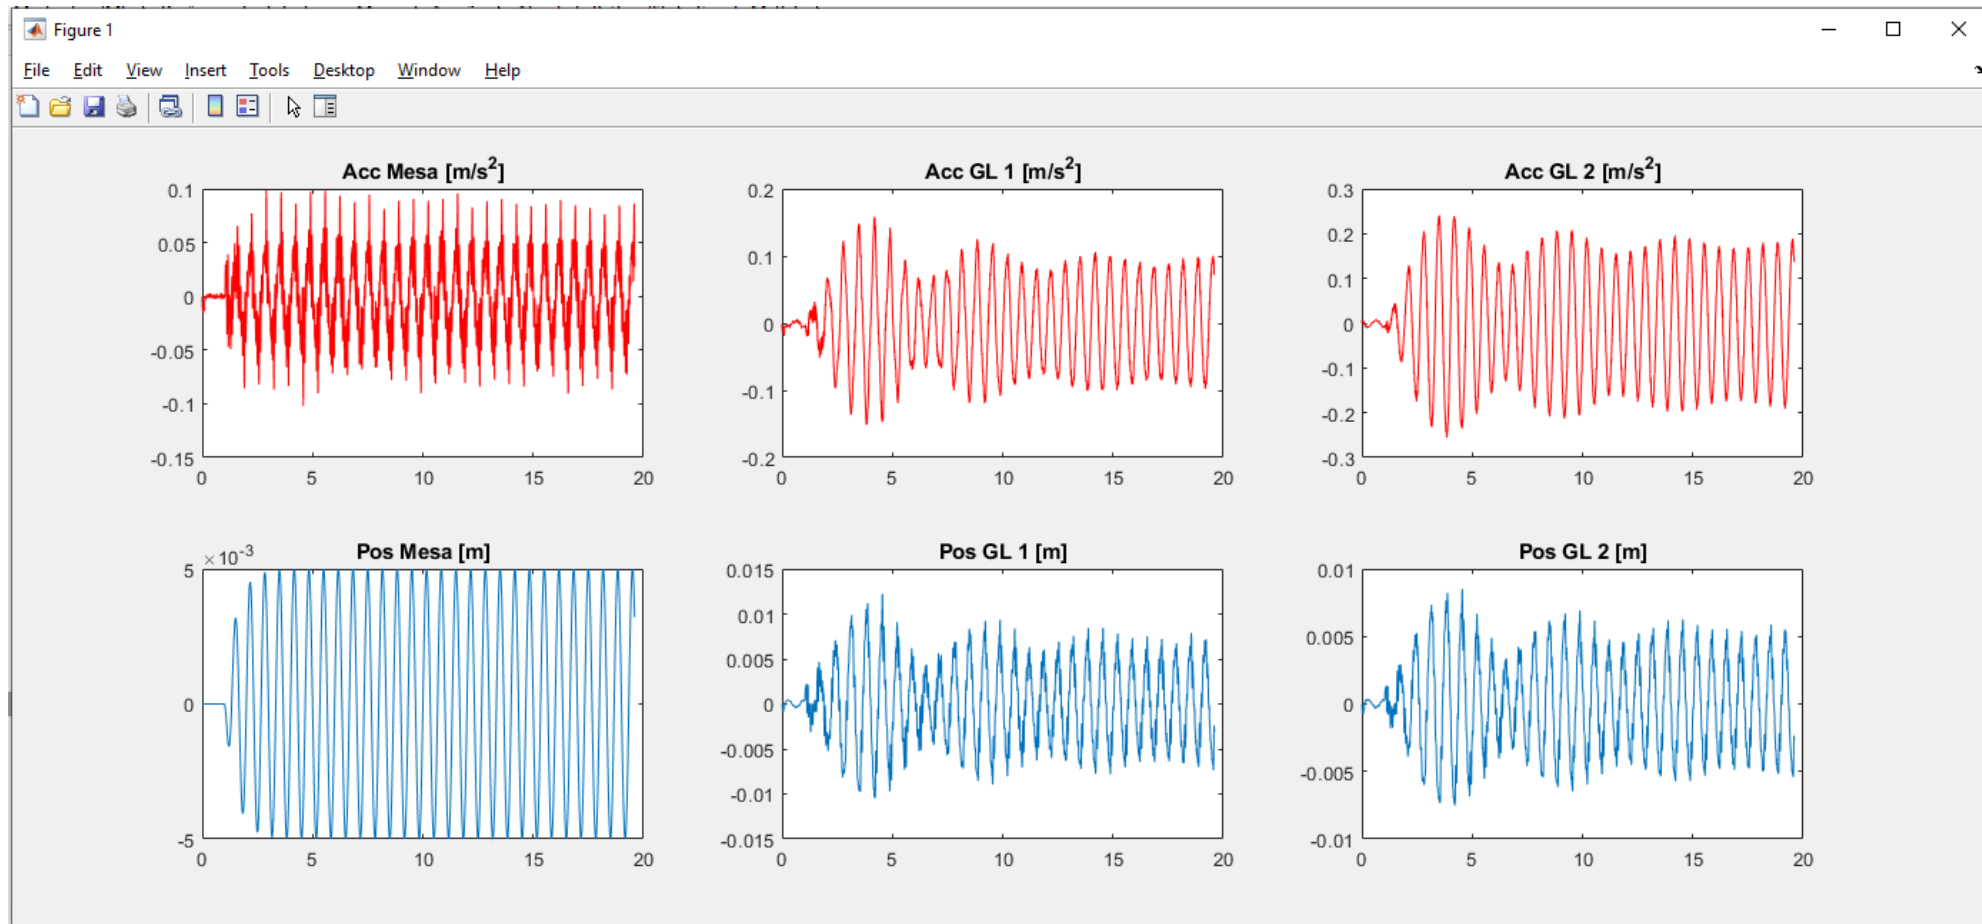 Figure 1
File Edit View Insert Tools Desktop Window Help
Acc Mesa [m/s²]
0.1
0.05
0
-0.05
-0.1
-0.15
0 5 10 15 20
Acc GL 1 [m/s²]
0.2
0.1
0
-0.1
-0.2
0 5 10 15 20
Acc GL 2 [m/s²]
0.3
0.2
0.1
0
-0.1
-0.2
-0.3
0 5 10 15 20
Pos Mesa [m]
×10⁻³
5
0
-5
0 5 10 15 20
Pos GL 1 [m]
0.015
0.01
0.005
0
-0.005
-0.01
-0.015
0 5 10 15 20
Pos GL 2 [m]
0.01
0.005
0
-0.005
-0.01
0 5 10 15 20